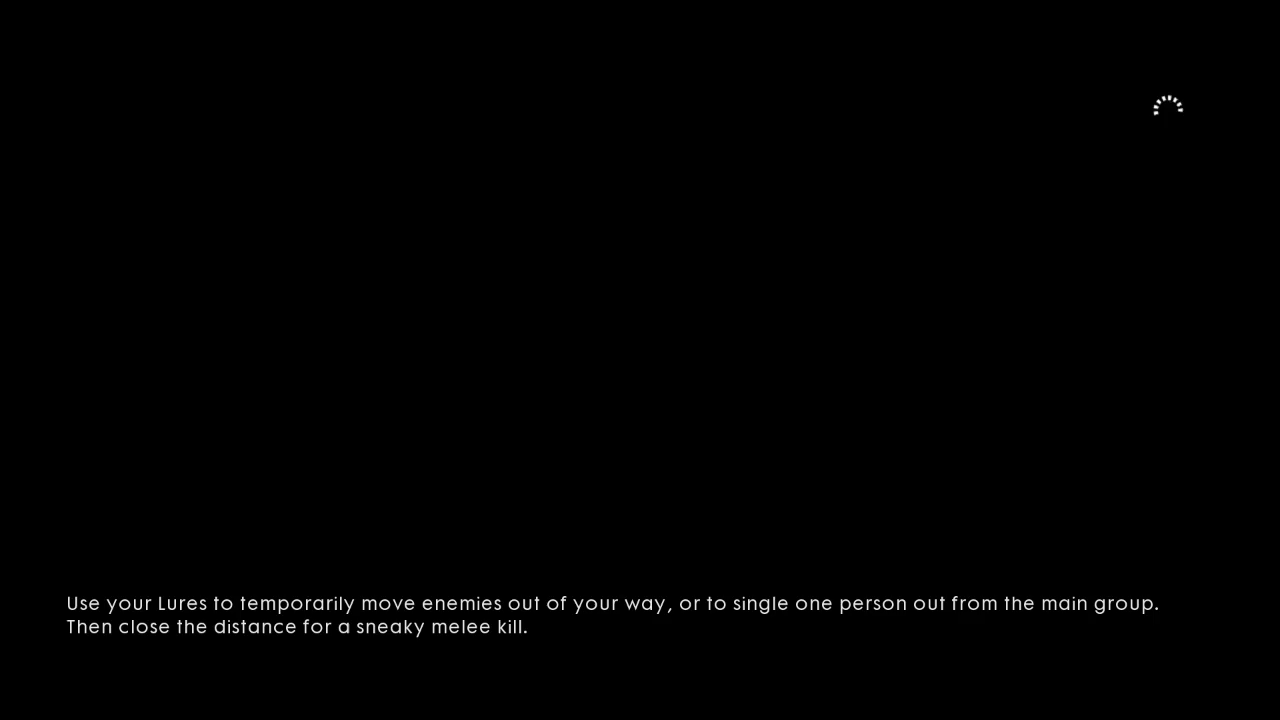 Use your Lures to temporarily move enemies out of your way, or to single one person out from the main group.
Then close the distance for a sneaky melee kill.